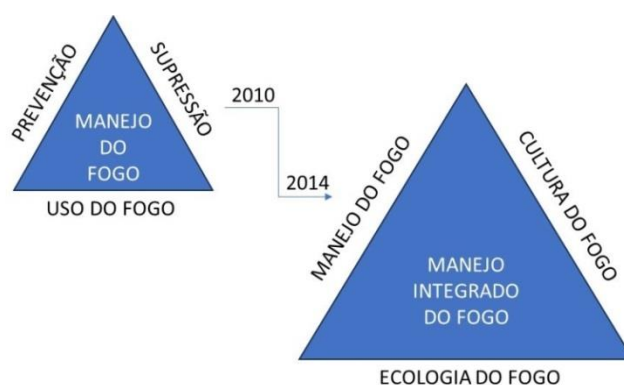 PREVENÇÃO
SUPRESSÃO
MANEJO
DO
FOGO
USO DO FOGO
2010
2014
MANEJO DO FOGO
CULTURA DO FOGO
MANEJO
INTEGRADO
DO FOGO
ECOLOGIA DO FOGO